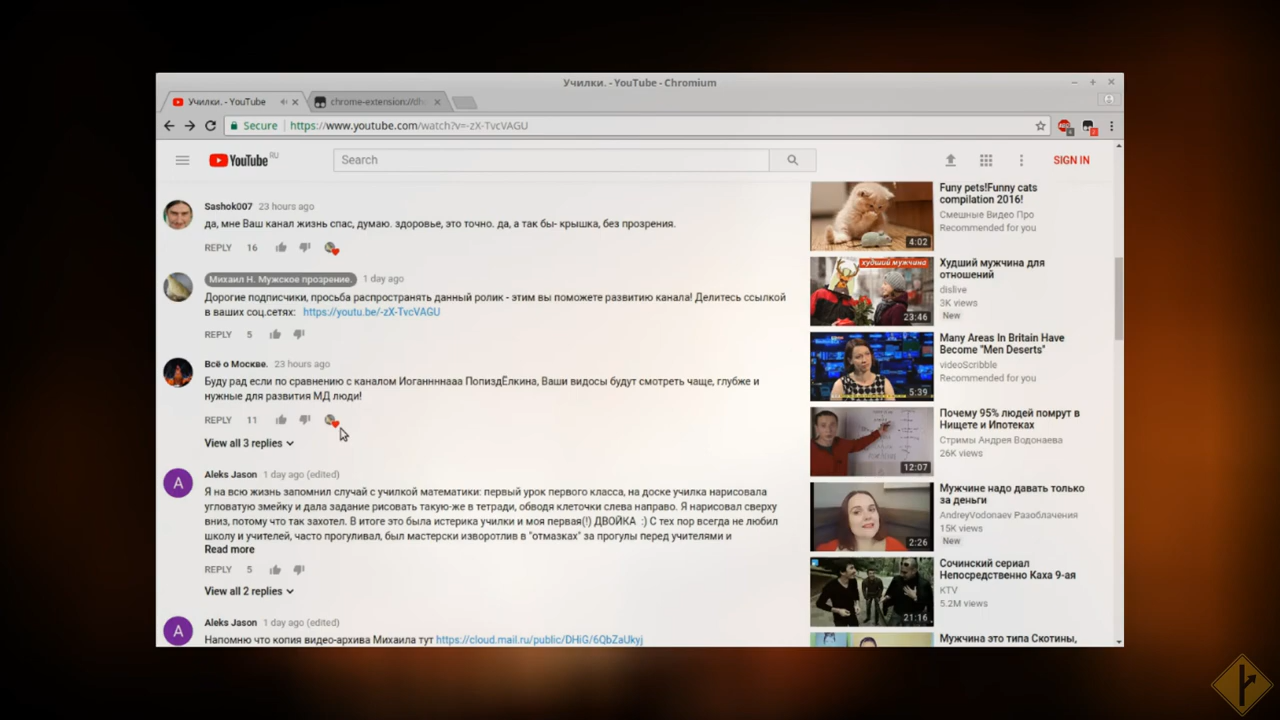 Училки. - YouTube - Chromium
Училки. - YouTube
chrome-extension://dh
Secure
https://www.youtube.com/watch?v=-zX-TvcVAGU
YouTube RU
Search
SIGN IN
Sashok007 23 hours ago
да, мне Ваш канал жизнь спас, думаю. здоровье, это точно. да, а так бы- крышка, без прозрения.
REPLY 16
Михаил Н. Мужское прозрение. 1 day ago
Дорогие подписчики, просьба распространять данный ролик - этим вы поможете развитию канала! Делитесь ссылкой
в ваших соц.сетях: https://youtu.be/-zX-TvcVAGU
REPLY 5
Всё о Москве. 23 hours ago
Буду рад если по сравнению с каналом Иоганнннааа ПопиздЁлкина, Ваши видосы будут смотреть чаще, глубже и
нужные для развития МД люди!
REPLY 11
View all 3 replies
A
Aleks Jason 1 day ago (edited)
Я на всю жизнь запомнил случай с училкой математики: первый урок первого класса, на доске училка нарисовала
угловатую змейку и дала задание рисовать такую-же в тетради, обводя клеточки слева направо. Я нарисовал сверху
вниз, потому что так захотел. В итоге это была истерика училки и моя первая(!) ДВОЙКА :) С тех пор всегда не любил
школу и учителей, часто прогуливал, был мастерски изворотлив в "отмазках" за прогулы перед учителями и
Read more
REPLY 5
View all 2 replies
A
Aleks Jason 1 day ago (edited)
Напомню что копия видео-архива Михаила тут https://cloud.mail.ru/public/DHiG/6QbZaUkyj
4:02
Funy pets!Funny cats
compilation 2016!
Смешные Видео Про
Recommended for you
худший мужчина
23:46
Худший мужчина для
отношений
dislive
3K views
New
5:39
Many Areas In Britain Have
Become "Men Deserts"
videoScribble
Recommended for you
12:07
Почему 95% людей помрут в
Нищете и Ипотеках
Стримы Андрея Водонаева
26K views
2:26
Мужчине надо давать только
за деньги
AndreyVodonaev Разоблачения
15K views
New
21:16
Сочинский сериал
Непосредственно Каха 9-ая
KTV
5.2M views
Мужчина это типа Скотины,